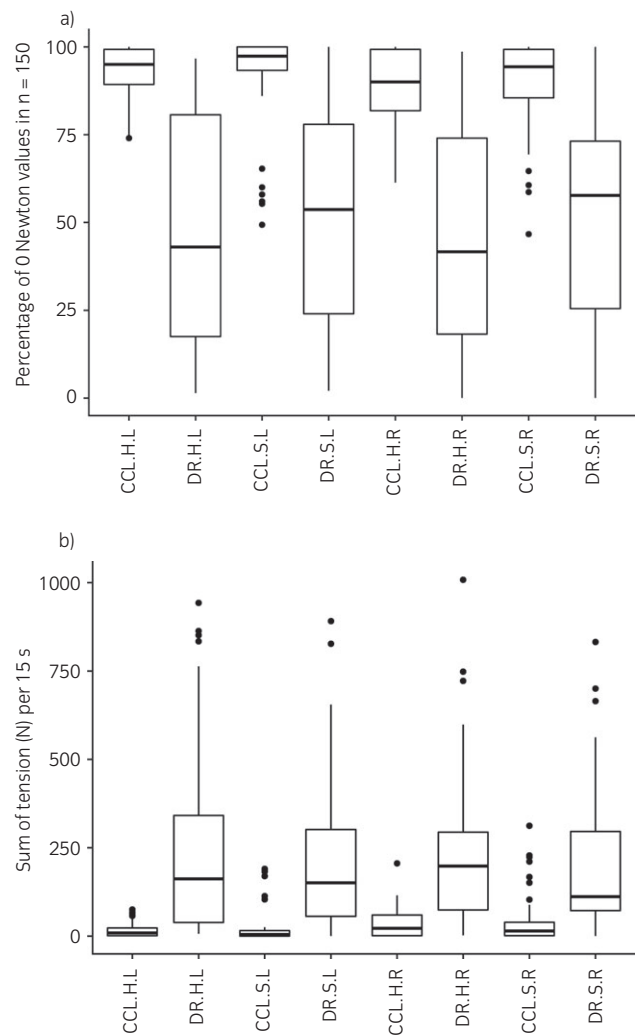 a)
Percentage of 0 Newton values in n = 150
100
75
50
25
0
CCL.H.L
DR.H.L
CCL.S.L
DR.S.L
CCL.H.R
DR.H.R
CCL.S.R
DR.S.R
b)
Sum of tension (N) per 15 s
1000
750
500
250
0
CCL.H.L
DR.H.L
CCL.S.L
DR.S.L
CCL.H.R
DR.H.R
CCL.S.R
DR.S.R